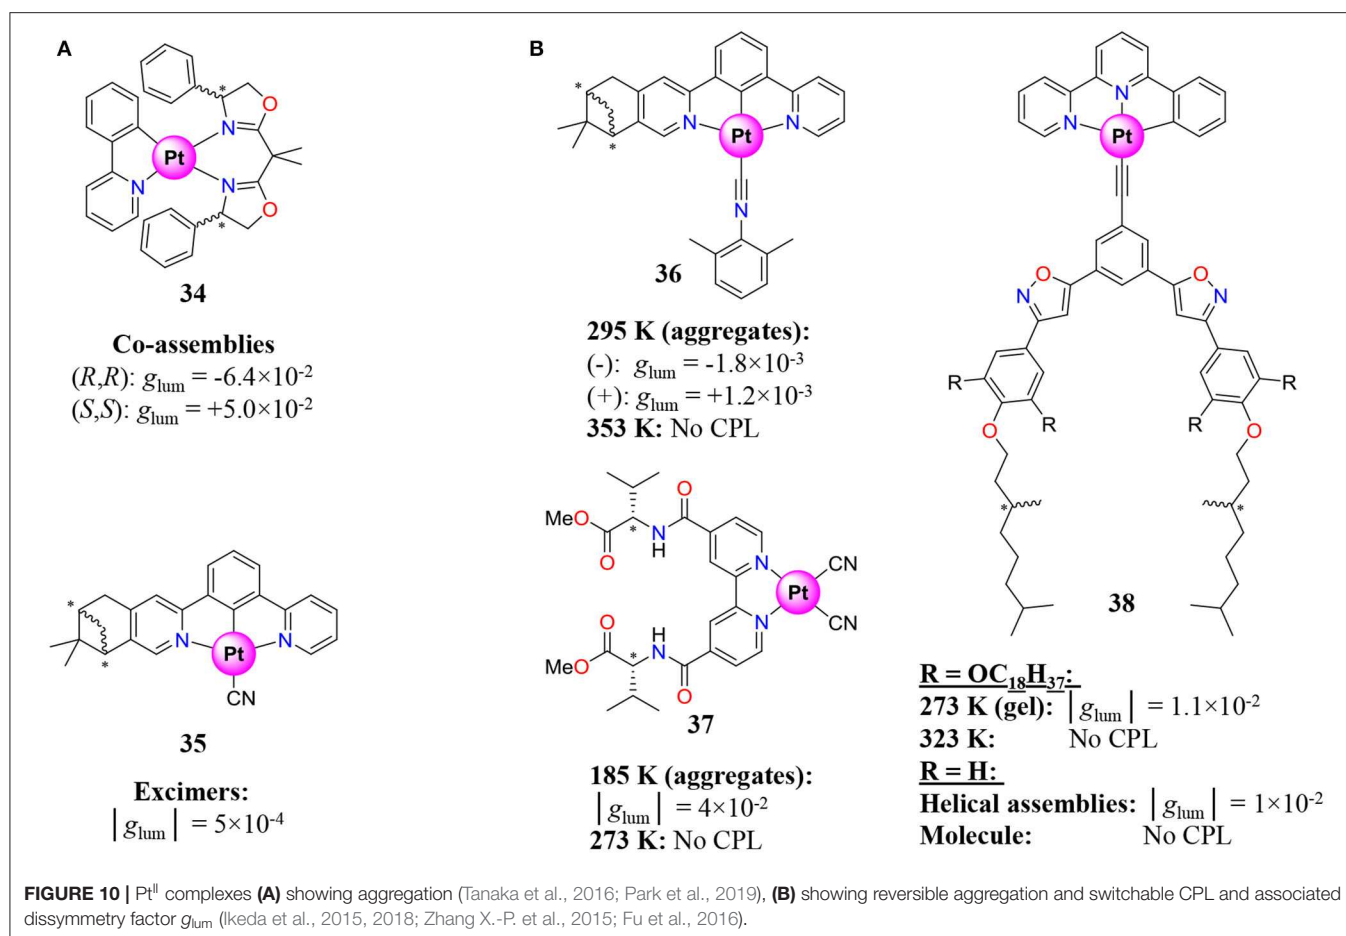 A
O
N
Pt
N
N
O
*
*
34
Co-assemblies
(R,R): glum = -6.4×10-2
(S,S): glum = +5.0×10-2
*
*
N
Pt
N
CN
35
Excimers:
|glum| = 5×10-4
B
*
*
N
Pt
N
N
36
295 K (aggregates):
(-): glum = -1.8×10-3
(+): glum = +1.2×10-3
353 K: No CPL
MeO
O
*
N
H
O
N
Pt
CN
N
CN
MeO
O
*
H
N
O
37
185 K (aggregates):
|glum| = 4×10-2
273 K: No CPL
N
N
Pt
O
N
O
N
R
R
R
R
O
O
*
*
38
R = OC18H37:
273 K (gel): |glum| = 1.1×10-2
323 K: No CPL
R = H:
Helical assemblies: |glum| = 1×10-2
Molecule: No CPL
FIGURE 10 | PtII complexes (A) showing aggregation (Tanaka et al., 2016; Park et al., 2019), (B) showing reversible aggregation and switchable CPL and associated
dissymmetry factor glum (Ikeda et al., 2015, 2018; Zhang X.-P. et al., 2015; Fu et al., 2016).